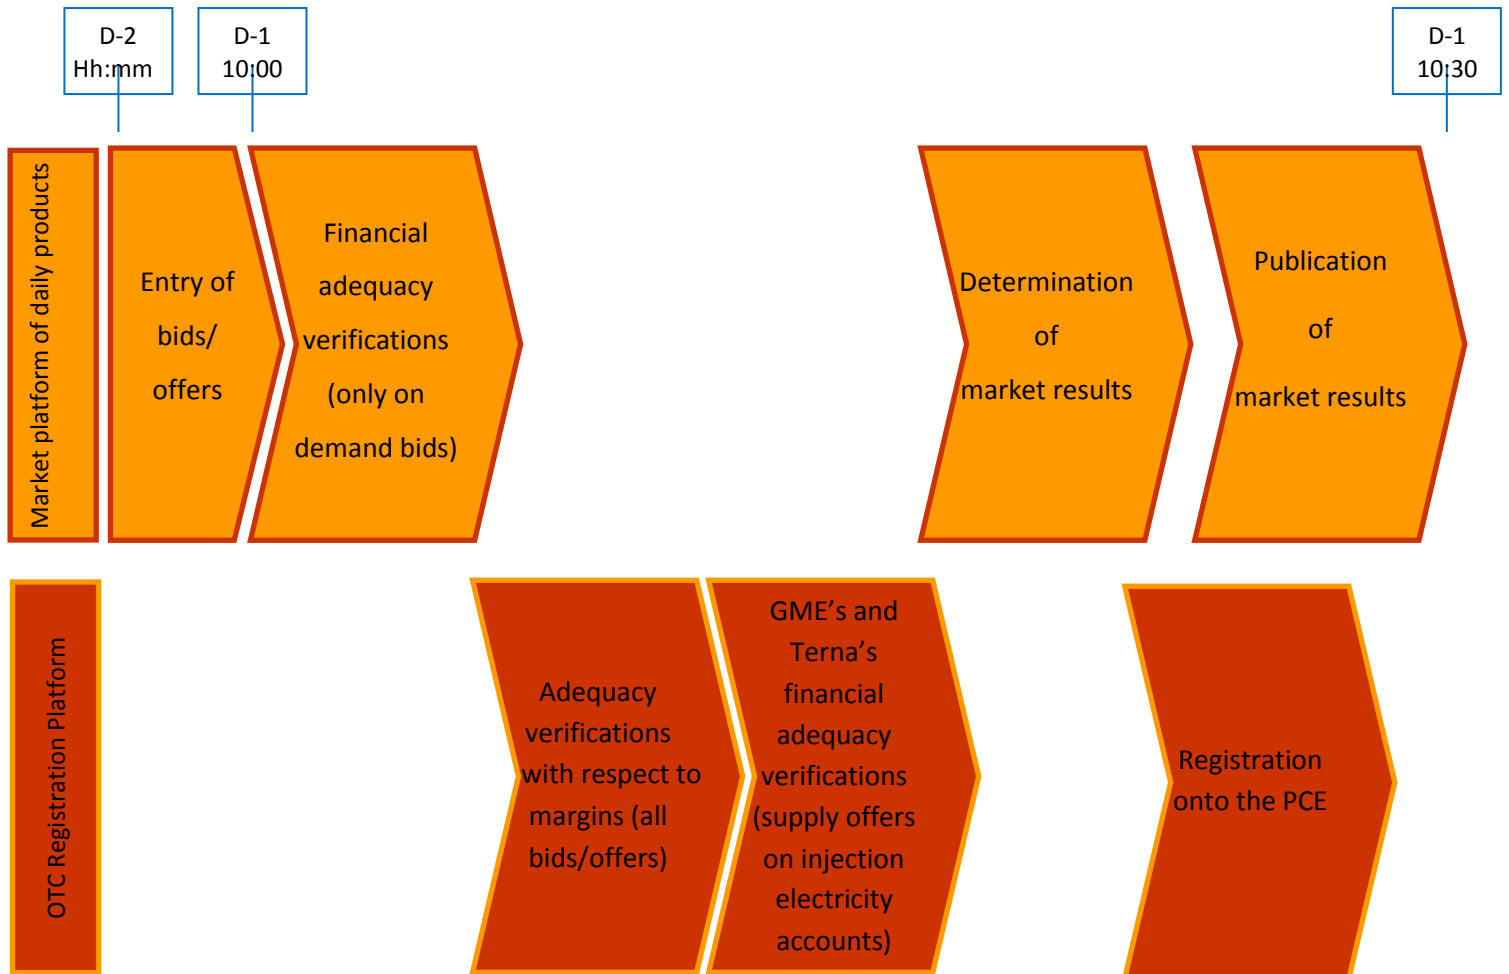 D-2
Hh:mm
D-1
10:00
D-1
10:30
Market platform of daily products
Entry of
bids/
offers
Financial
adequacy
verifications
(only on
demand bids)
Determination
of
market results
Publication
of
market results
OTC Registration Platform
Adequacy
verifications
with respect to
margins (all
bids/offers)
GME’s and
Terna’s
financial
adequacy
verifications
(supply offers
on injection
electricity
accounts)
Registration
onto the PCE